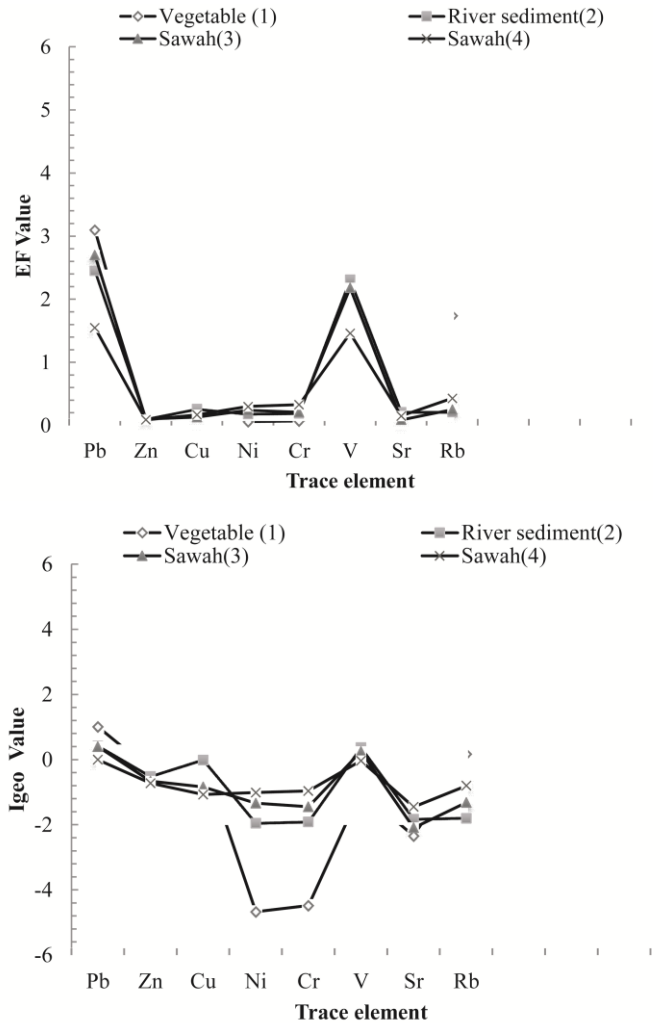 Vegetable (1) River sediment(2)
Sawah(3) Sawah(4)
6
5
4
3
2
1
0
EF Value
Pb Zn Cu Ni Cr V Sr Rb
Trace element
Vegetable (1) River sediment(2)
Sawah(3) Sawah(4)
6
4
2
0
-2
-4
-6
Igeo Value
Pb Zn Cu Ni Cr V Sr Rb
Trace element